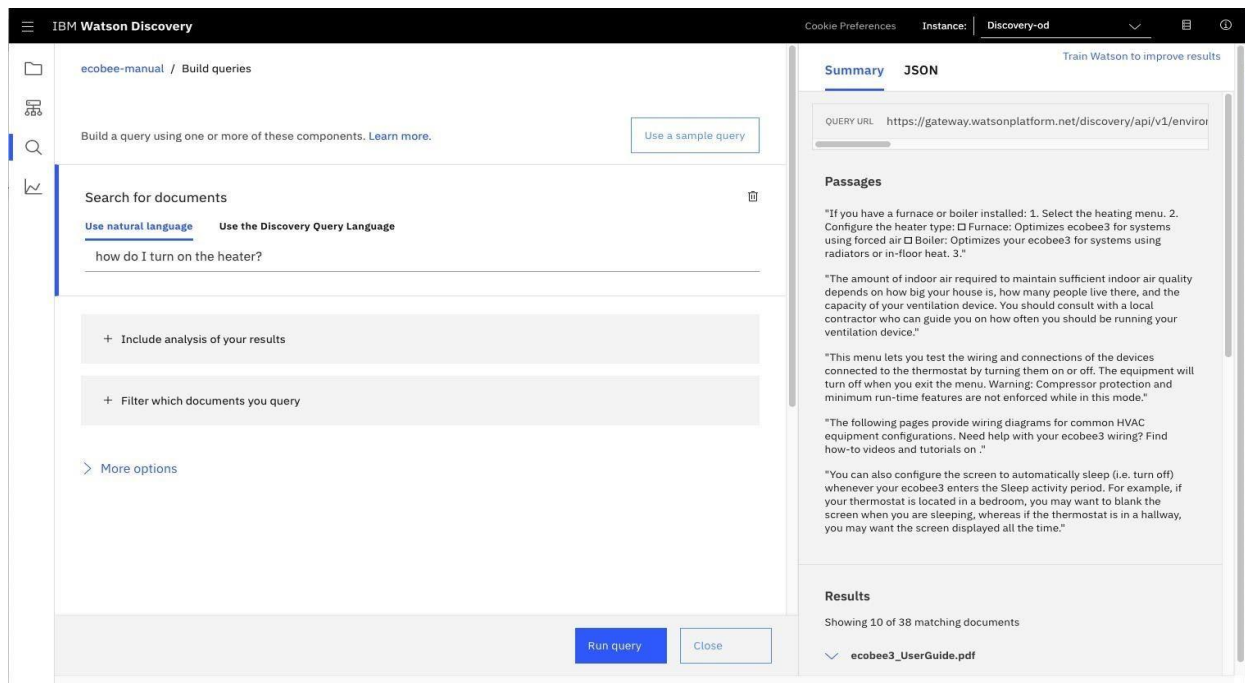 IBM Watson Discovery
Cookie Preferences
Instance:
Discovery-od
ecobee-manual / Build queries
Build a query using one or more of these components. Learn more.
Use a sample query
Search for documents
Use natural language
Use the Discovery Query Language
how do I turn on the heater?
+ Include analysis of your results
+ Filter which documents you query
More options
Run query
Close
Train Watson to improve results
Summary
JSON
QUERY URL https://gateway.watsonplatform.net/discovery/api/v1/enviror
Passages
"If you have a furnace or boiler installed: 1. Select the heating menu. 2.
Configure the heater type: ☐ Furnace: Optimizes ecobee3 for systems
using forced air ☐ Boiler: Optimizes your ecobee3 for systems using
radiators or in-floor heat. 3."
"The amount of indoor air required to maintain sufficient indoor air quality
depends on how big your house is, how many people live there, and the
capacity of your ventilation device. You should consult with a local
contractor who can guide you on how often you should be running your
ventilation device."
"This menu lets you test the wiring and connections of the devices
connected to the thermostat by turning them on or off. The equipment will
turn off when you exit the menu. Warning: Compressor protection and
minimum run-time features are not enforced while in this mode."
"The following pages provide wiring diagrams for common HVAC
equipment configurations. Need help with your ecobee3 wiring? Find
how-to videos and tutorials on ."
"You can also configure the screen to automatically sleep (i.e. turn off)
whenever your ecobee3 enters the Sleep activity period. For example, if
your thermostat is located in a bedroom, you may want to blank the
screen when you are sleeping, whereas if the thermostat is in a hallway,
you may want the screen displayed all the time."
Results
Showing 10 of 38 matching documents
ecobee3_UserGuide.pdf